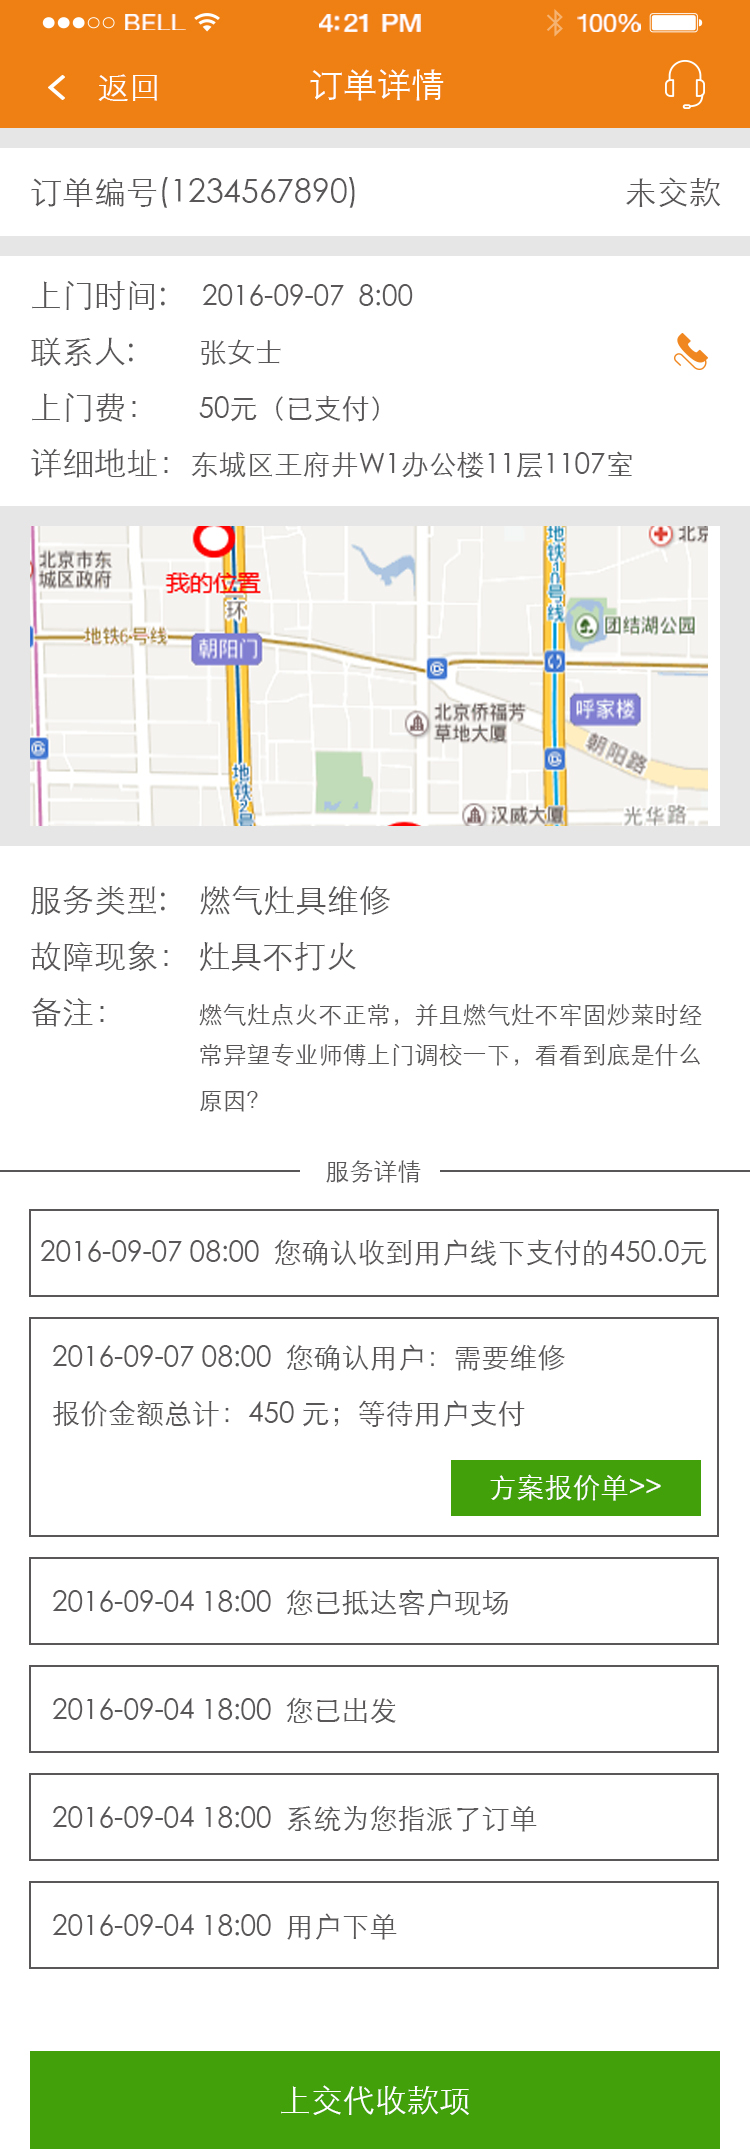 BELL 4:21 PM 100%
返回 订单详情
订单编号(1234567890) 未交款
上门时间: 2016-09-07 8:00
联系人: 张女士
上门费: 50元（已支付）
详细地址: 东城区王府井W1办公楼11层1107室
北京市东
城区政府
我的位置
环
地铁6号线
朝阳门
地铁10号线
北京
团结湖公园
呼家楼
北京侨福芳
草地大厦
朝阳路
地铁2号
汉威大厦
光华路
服务类型: 燃气灶具维修
故障现象: 灶具不打火
备注: 燃气灶点火不正常，并且燃气灶不牢固炒菜时经
常异望专业师傅上门调校一下，看看到底是什么
原因?
服务详情
2016-09-07 08:00 您确认收到用户线下支付的450.0元
2016-09-07 08:00 您确认用户: 需要维修
报价金额总计: 450 元; 等待用户支付
方案报价单>>
2016-09-04 18:00 您已抵达客户现场
2016-09-04 18:00 您已出发
2016-09-04 18:00 系统为您指派了订单
2016-09-04 18:00 用户下单
上交代收款项